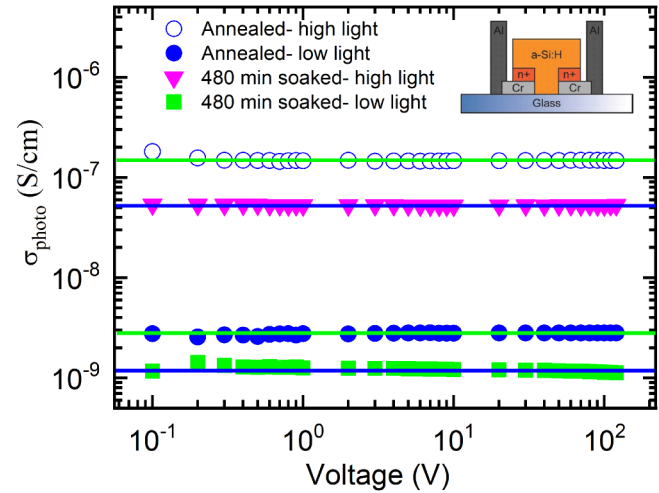 Annealed- high light
Annealed- low light
480 min soaked- high light
480 min soaked- low light
Al
Al
a-Si:H
n+
n+
Cr
Cr
Glass
10⁻⁶
10⁻⁷
10⁻⁸
10⁻⁹
σphoto (S/cm)
10⁻¹
10⁰
10¹
10²
Voltage (V)